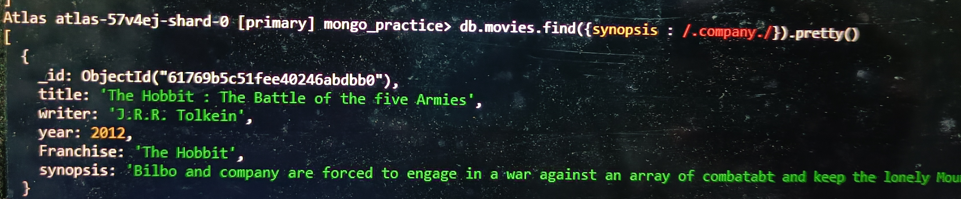 Atlas atlas-57v4ej-shard-0 [primary] mongo_practice> db.movies.find({synopsis : /.company./}).pretty()
[
  {
    _id: ObjectId("61769b5c51fee40246abdbb0"),
    title: 'The Hobbit : The Battle of the five Armies',
    writer: 'J.R.R. Tolkein',
    year: 2012,
    Franchise: 'The Hobbit',
    synopsis: 'Bilbo and company are forced to engage in a war against an array of combatabt and keep the lonely
  }